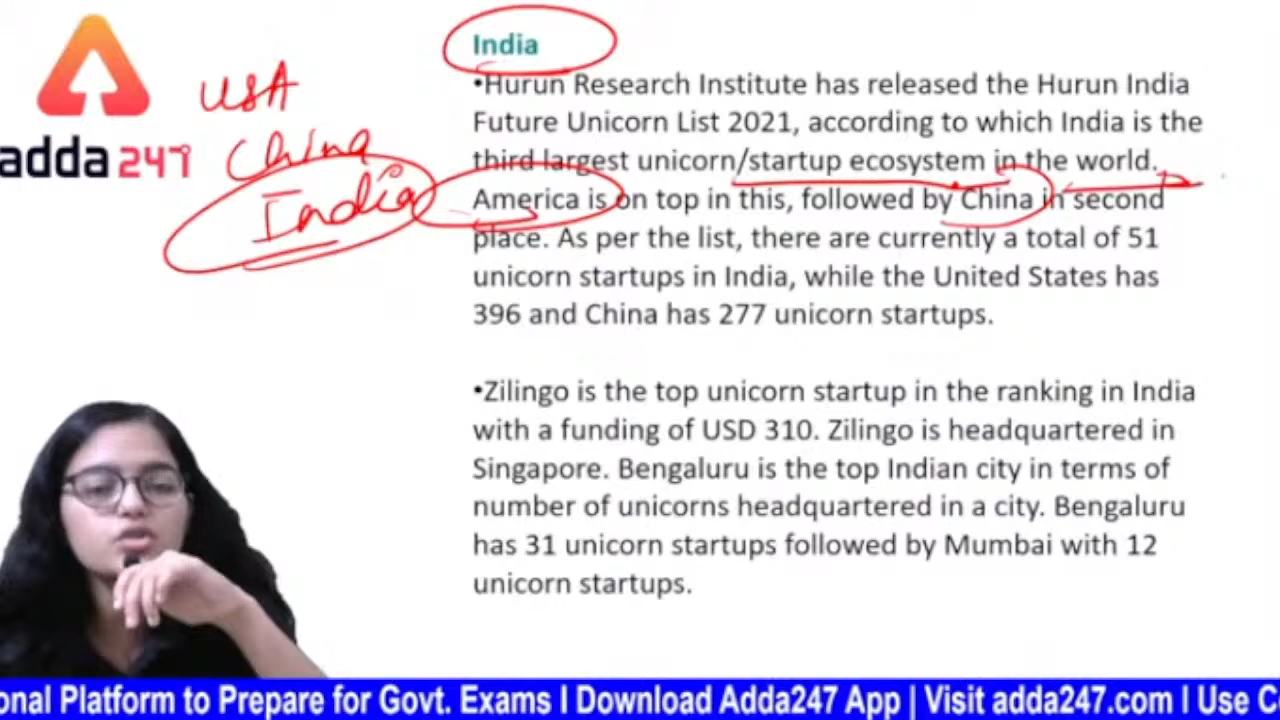 adda247
USA
China
India
India
•Hurun Research Institute has released the Hurun India
Future Unicorn List 2021, according to which India is the
third largest unicorn/startup ecosystem in the world.
America is on top in this, followed by China in second
place. As per the list, there are currently a total of 51
unicorn startups in India, while the United States has
396 and China has 277 unicorn startups.
•Zilingo is the top unicorn startup in the ranking in India
with a funding of USD 310. Zilingo is headquartered in
Singapore. Bengaluru is the top Indian city in terms of
number of unicorns headquartered in a city. Bengaluru
has 31 unicorn startups followed by Mumbai with 12
unicorn startups.
onal Platform to Prepare for Govt. Exams I Download Adda247 App | Visit adda247.com I Use C